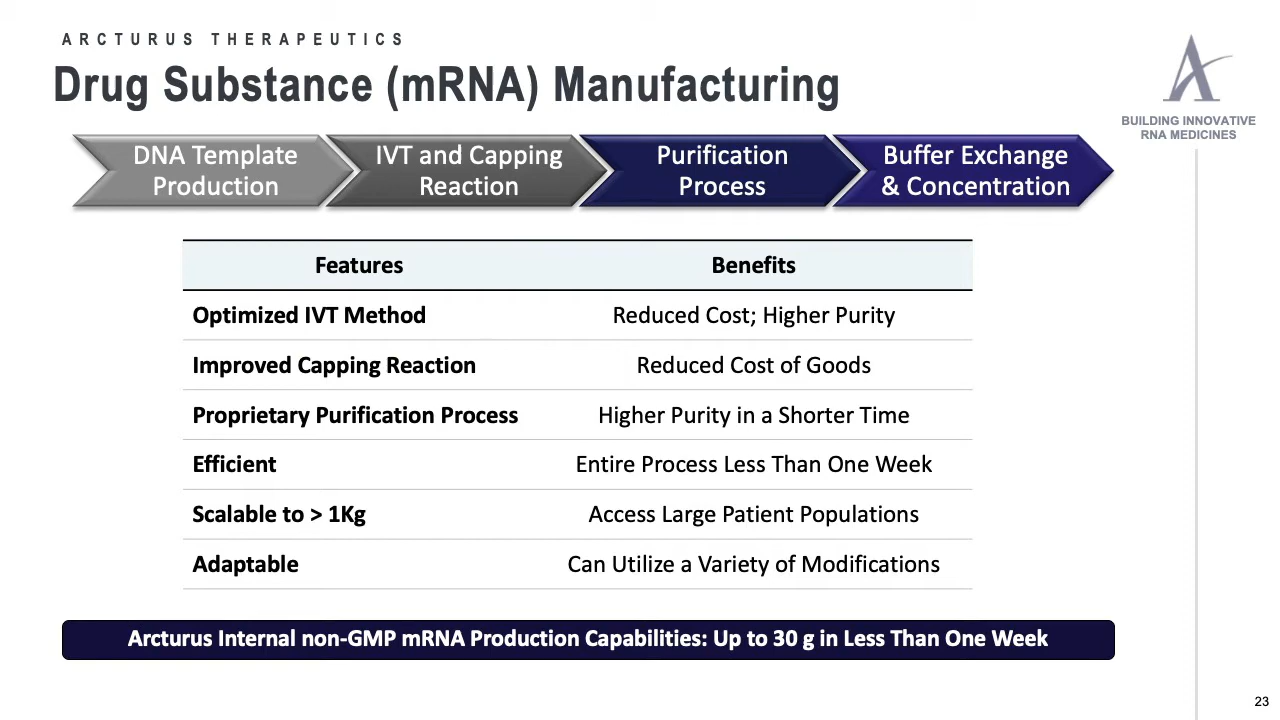 ARCTURUS THERAPEUTICS
Drug Substance (mRNA) Manufacturing
BUILDING INNOVATIVE
RNA MEDICINES
DNA Template
Production
IVT and Capping
Reaction
Purification
Process
Buffer Exchange
& Concentration
Features Benefits
Optimized IVT Method Reduced Cost; Higher Purity
Improved Capping Reaction Reduced Cost of Goods
Proprietary Purification Process Higher Purity in a Shorter Time
Efficient Entire Process Less Than One Week
Scalable to > 1Kg Access Large Patient Populations
Adaptable Can Utilize a Variety of Modifications
Arcturus Internal non-GMP mRNA Production Capabilities: Up to 30 g in Less Than One Week
23